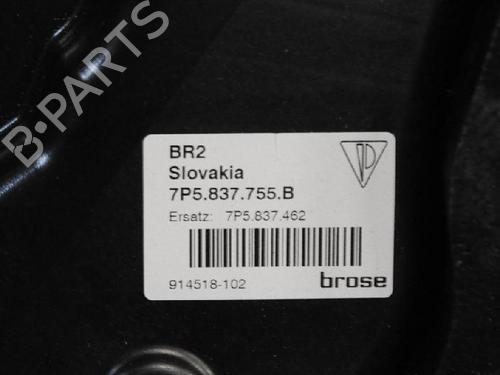 B-PARTS
BR2
Slovakia
7P5.837.755.B
Ersatz: 7P5.837.462
914518-102
brose